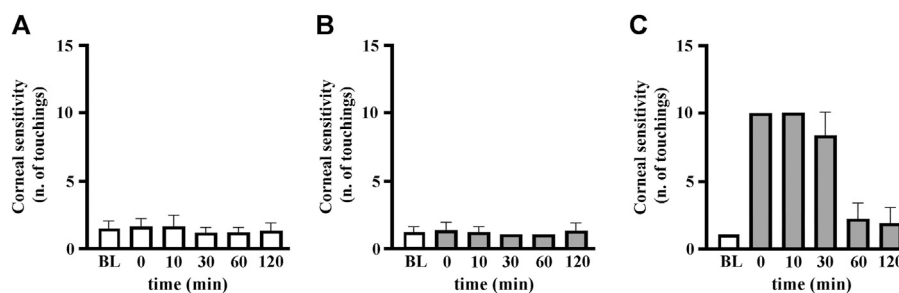 A
Corneal sensitivity
(n. of touchings)
15
10
5
0
BL 0 10 30 60 120
time (min)
B
Corneal sensitivity
(n. of touchings)
15
10
5
0
BL 0 10 30 60 120
time (min)
C
Corneal sensitivity
(n. of touchings)
15
10
5
0
BL 0 10 30 60 120
time (min)